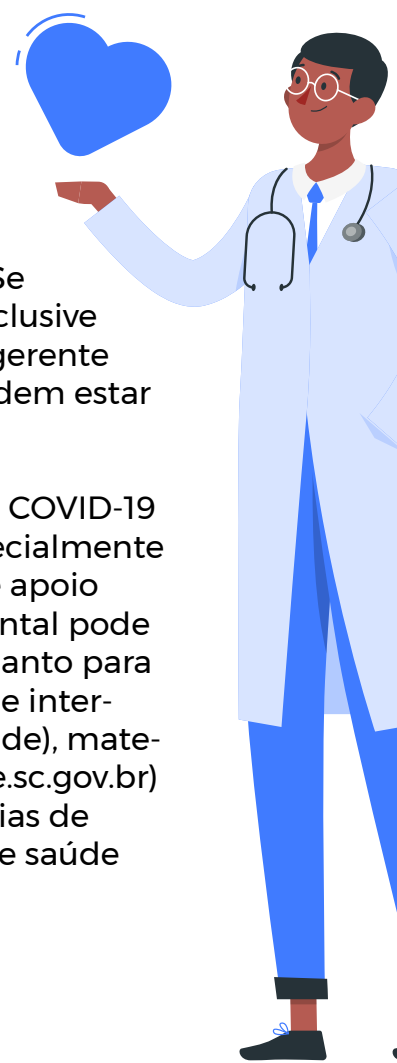 Se
clusive
gerente
dem estar
COVID-19
ecialmente
apoio
ntal pode
anto para
e inter-
de), mate-
e.sc.gov.br)
ias de
e saúde